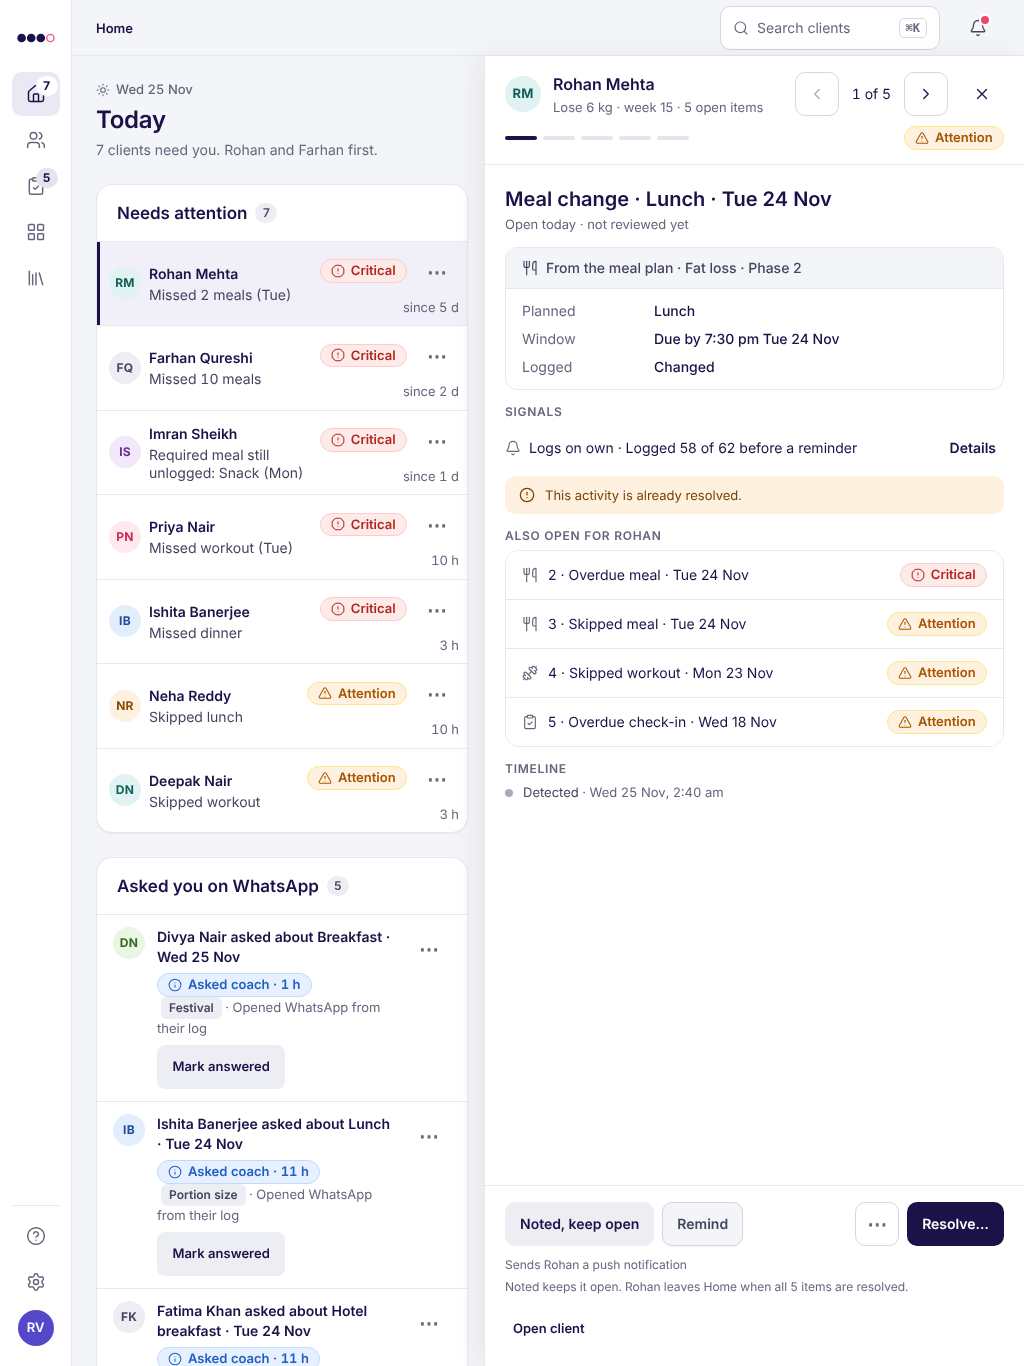 Home
Search clients
⌘K
7
5
Wed 25 Nov
Today
7 clients need you. Rohan and Farhan first.
Needs attention 7
RM
Rohan Mehta
Missed 2 meals (Tue)
Critical
since 5 d
FQ
Farhan Qureshi
Missed 10 meals
Critical
since 2 d
IS
Imran Sheikh
Required meal still
unlogged: Snack (Mon)
Critical
since 1 d
PN
Priya Nair
Missed workout (Tue)
Critical
10 h
IB
Ishita Banerjee
Missed dinner
Critical
3 h
NR
Neha Reddy
Skipped lunch
Attention
10 h
DN
Deepak Nair
Skipped workout
Attention
3 h
Asked you on WhatsApp 5
DN
Divya Nair asked about Breakfast ·
Wed 25 Nov
Asked coach · 1 h
Festival · Opened WhatsApp from
their log
Mark answered
IB
Ishita Banerjee asked about Lunch
· Tue 24 Nov
Asked coach · 11 h
Portion size · Opened WhatsApp
from their log
Mark answered
FK
Fatima Khan asked about Hotel
breakfast · Tue 24 Nov
Asked coach · 11 h
RV
RM
Rohan Mehta
Lose 6 kg · week 15 · 5 open items
1 of 5
Attention
Meal change · Lunch · Tue 24 Nov
Open today · not reviewed yet
From the meal plan · Fat loss · Phase 2
Planned Lunch
Window Due by 7:30 pm Tue 24 Nov
Logged Changed
SIGNALS
Logs on own · Logged 58 of 62 before a reminder
Details
This activity is already resolved.
ALSO OPEN FOR ROHAN
2 · Overdue meal · Tue 24 Nov
Critical
3 · Skipped meal · Tue 24 Nov
Attention
4 · Skipped workout · Mon 23 Nov
Attention
5 · Overdue check-in · Wed 18 Nov
Attention
TIMELINE
Detected · Wed 25 Nov, 2:40 am
Noted, keep open
Remind
Resolve...
Sends Rohan a push notification
Noted keeps it open. Rohan leaves Home when all 5 items are resolved.
Open client